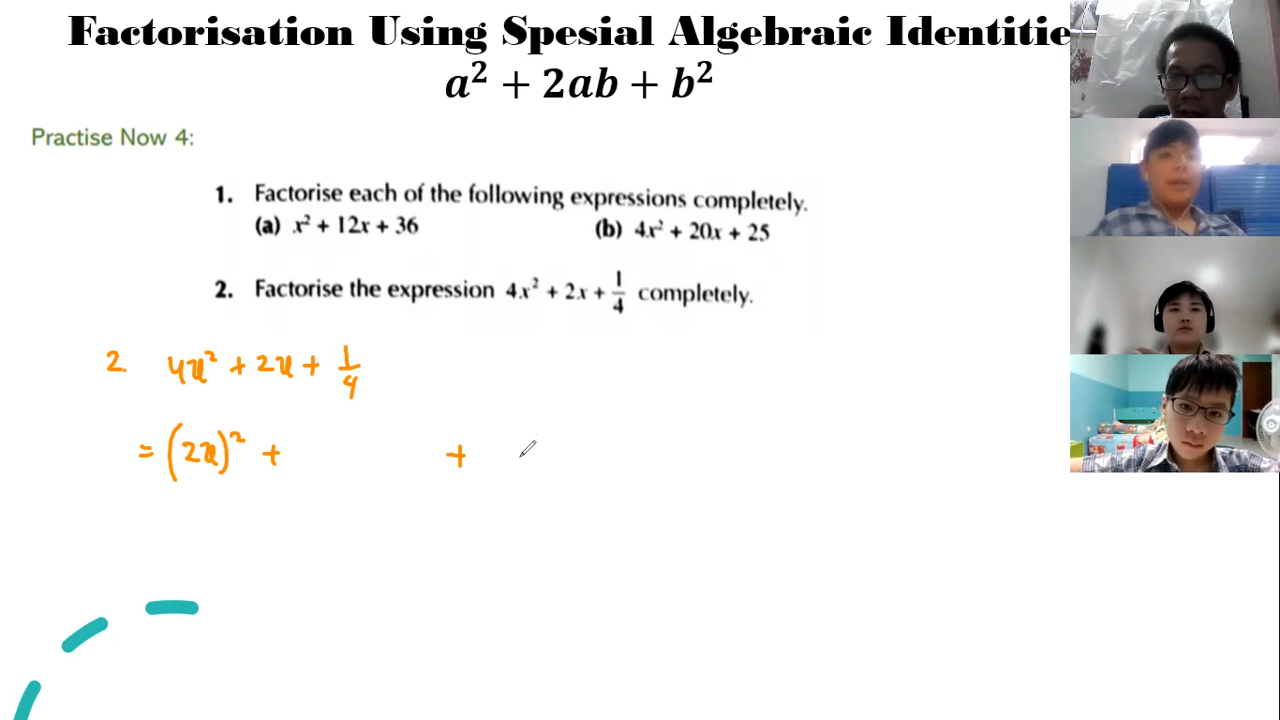 Factorisation Using Spesial Algebraic Identitie
a² + 2ab + b²
Practise Now 4:
1. Factorise each of the following expressions completely.
(a) x² + 12x + 36 (b) 4x² + 20x + 25
2. Factorise the expression 4x² + 2x + 1/4 completely.
2. 4x² + 2x + 1/4
= (2x)² + +